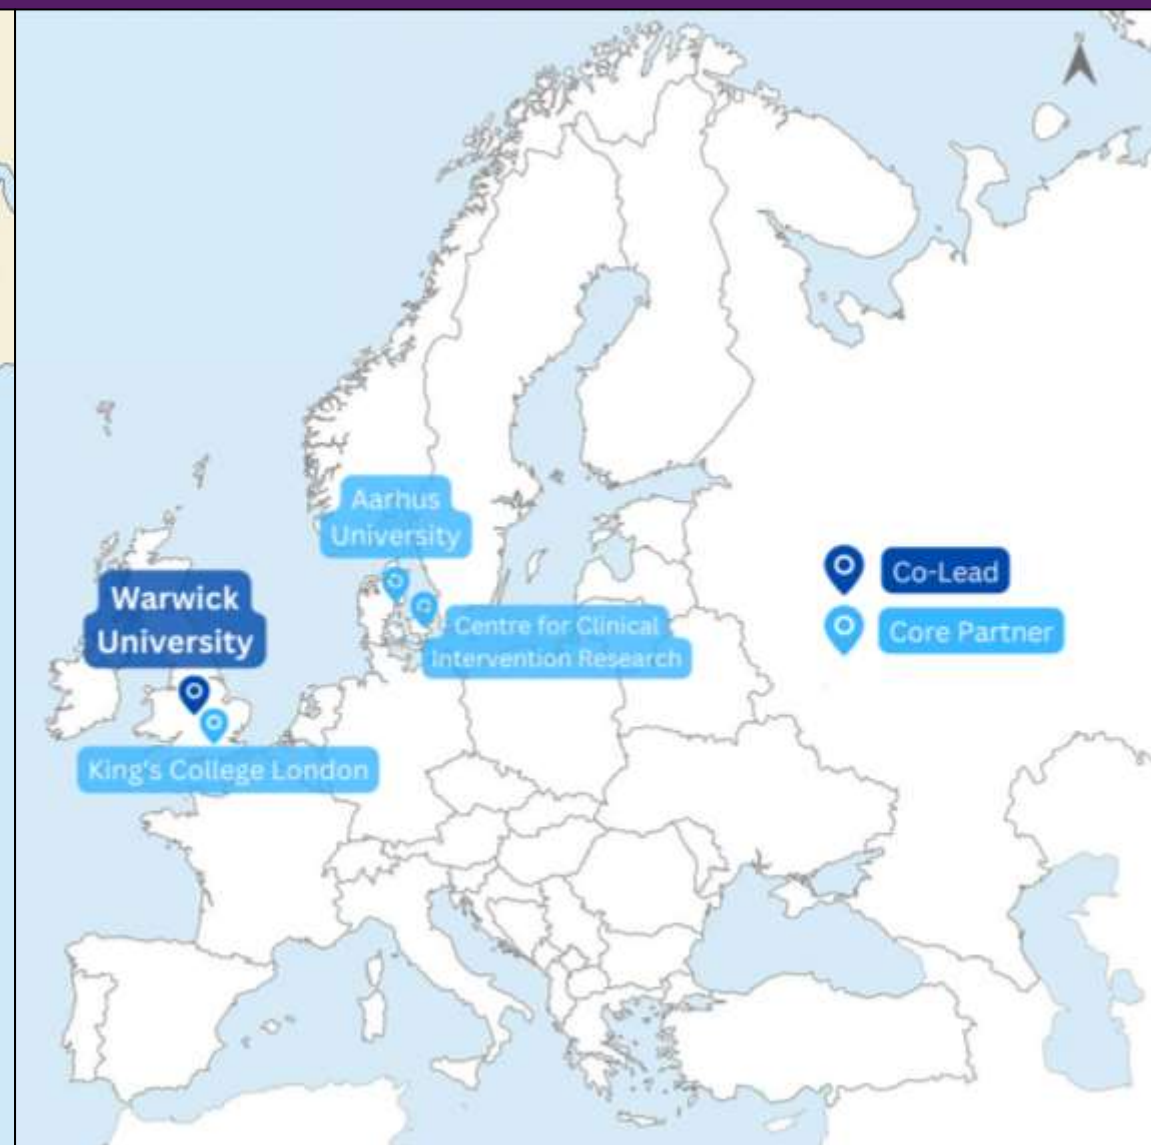 Aarhus
University
Warwick
University
Centre for Clinical
Intervention Research
King's College London
Co-Lead
Core Partner